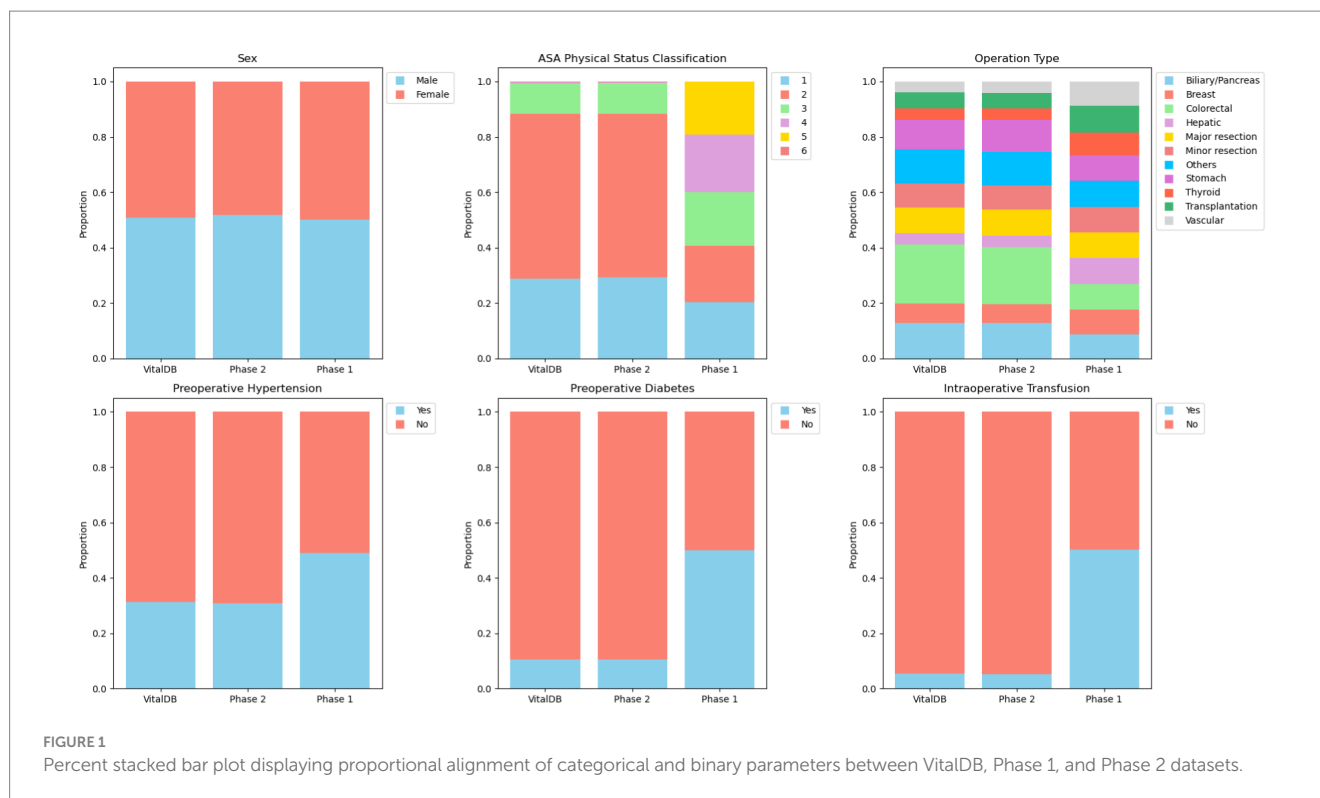 Sex
1.0
0.8
0.6
0.4
0.2
0.0
Proportion
VitalDB
Phase 2
Phase 1
Male
Female
ASA Physical Status Classification
1.0
0.8
0.6
0.4
0.2
0.0
Proportion
VitalDB
Phase 2
Phase 1
1
2
3
4
5
6
Operation Type
1.0
0.8
0.6
0.4
0.2
0.0
Proportion
VitalDB
Phase 2
Phase 1
Biliary/Pancreas
Breast
Colorectal
Hepatic
Major resection
Minor resection
Others
Stomach
Thyroid
Transplantation
Vascular
Preoperative Hypertension
1.0
0.8
0.6
0.4
0.2
0.0
Proportion
VitalDB
Phase 2
Phase 1
Yes
No
Preoperative Diabetes
1.0
0.8
0.6
0.4
0.2
0.0
Proportion
VitalDB
Phase 2
Phase 1
Yes
No
Intraoperative Transfusion
1.0
0.8
0.6
0.4
0.2
0.0
Proportion
VitalDB
Phase 2
Phase 1
Yes
No
FIGURE 1
Percent stacked bar plot displaying proportional alignment of categorical and binary parameters between VitalDB, Phase 1, and Phase 2 datasets.